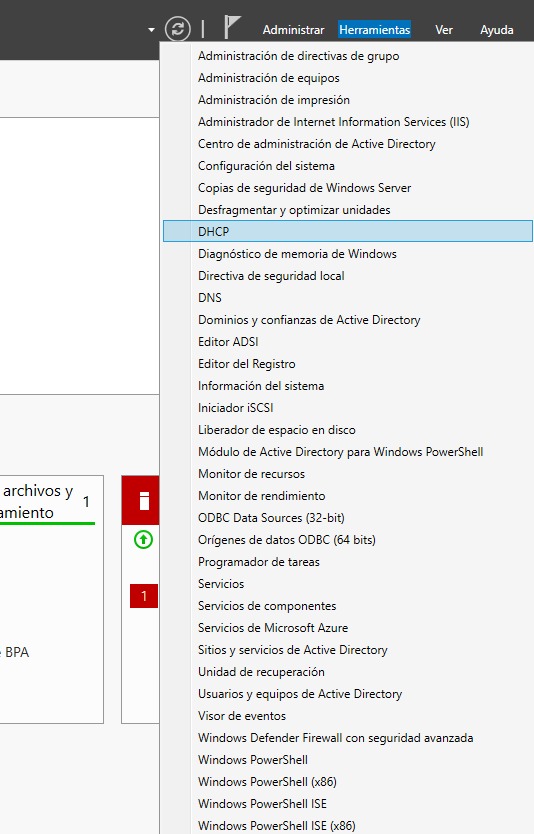 Administrar Herramientas Ver Ayuda
Administración de directivas de grupo
Administración de equipos
Administración de impresión
Administrador de Internet Information Services (IIS)
Centro de administración de Active Directory
Configuración del sistema
Copias de seguridad de Windows Server
Desfragmentar y optimizar unidades
DHCP
Diagnóstico de memoria de Windows
Directiva de seguridad local
DNS
Dominios y confianzas de Active Directory
Editor ADSI
Editor del Registro
Información del sistema
Iniciador iSCSI
Liberador de espacio en disco
Módulo de Active Directory para Windows PowerShell
Monitor de recursos
Monitor de rendimiento
ODBC Data Sources (32-bit)
Orígenes de datos ODBC (64 bits)
Programador de tareas
Servicios
Servicios de componentes
Servicios de Microsoft Azure
Sitios y servicios de Active Directory
Unidad de recuperación
Usuarios y equipos de Active Directory
Visor de eventos
Windows Defender Firewall con seguridad avanzada
Windows PowerShell
Windows PowerShell (x86)
Windows PowerShell ISE
Windows PowerShell ISE (x86)
archivos y 1
amiento
1
BPA